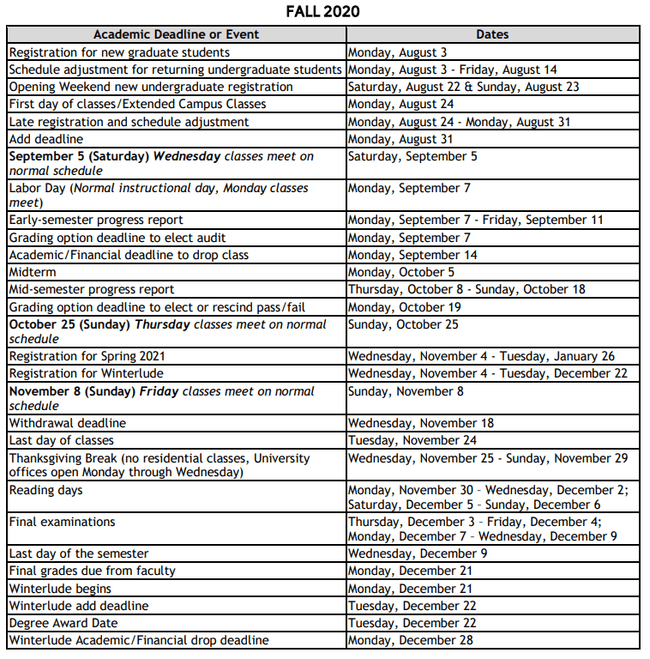 FALL 2020
Academic Deadline or Event Dates
Registration for new graduate students Monday, August 3
Schedule adjustment for returning undergraduate students Monday, August 3 - Friday, August 14
Opening Weekend new undergraduate registration Saturday, August 22 & Sunday, August 23
First day of classes/Extended Campus Classes Monday, August 24
Late registration and schedule adjustment Monday, August 24 - Monday, August 31
Add deadline Monday, August 31
September 5 (Saturday) Wednesday classes meet on Saturday, September 5
normal schedule
Labor Day (Normal instructional day, Monday classes Monday, September 7
meet)
Early-semester progress report Monday, September 7 - Friday, September 11
Grading option deadline to elect audit Monday, September 7
Academic/Financial deadline to drop class Monday, September 14
Midterm Monday, October 5
Mid-semester progress report Thursday, October 8 - Sunday, October 18
Grading option deadline to elect or rescind pass/fail Monday, October 19
October 25 (Sunday) Thursday classes meet on normal Sunday, October 25
schedule
Registration for Spring 2021 Wednesday, November 4 - Tuesday, January 26
Registration for Winterlude Wednesday, November 4 - Tuesday, December 22
November 8 (Sunday) Friday classes meet on normal Sunday, November 8
schedule
Withdrawal deadline Wednesday, November 18
Last day of classes Tuesday, November 24
Thanksgiving Break (no residential classes, University Wednesday, November 25 - Sunday, November 29
offices open Monday through Wednesday)
Reading days Monday, November 30 – Wednesday, December 2;
Saturday, December 5 – Sunday, December 6
Final examinations Thursday, December 3 – Friday, December 4;
Monday, December 7 – Wednesday, December 9
Last day of the semester Wednesday, December 9
Final grades due from faculty Monday, December 21
Winterlude begins Monday, December 21
Winterlude add deadline Tuesday, December 22
Degree Award Date Tuesday, December 22
Winterlude Academic/Financial drop deadline Monday, December 28